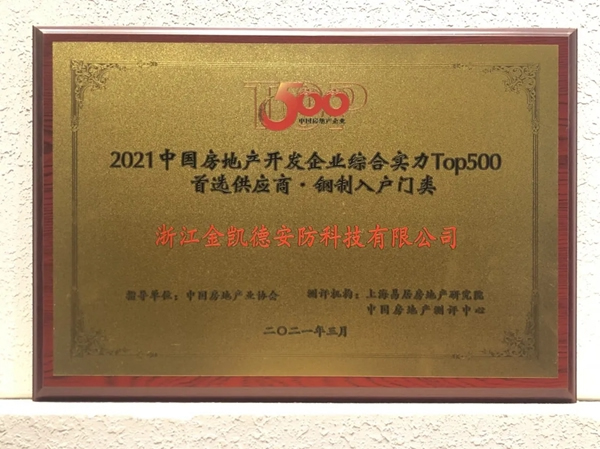 TOP
500
中国房地产企业
2021中国房地产开发企业综合实力Top500
首选供应商·钢制入户门类
浙江金凯德安防科技有限公司
指导单位：中国房地产业协会
测评机构：上海易居房地产研究院
中国房地产测评中心
二〇二一年三月